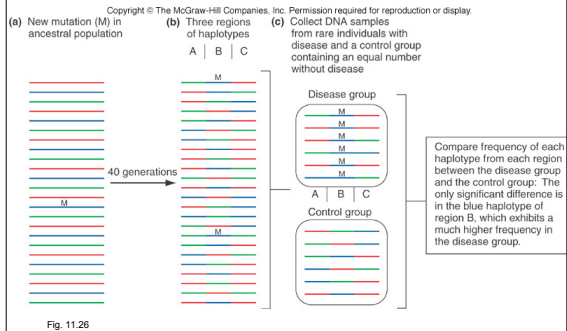 Copyright © The McGraw-Hill Companies, Inc. Permission required for reproduction or display.
(a) New mutation (M) in
ancestral population
(b) Three regions
of haplotypes
A B C
(c) Collect DNA samples
from rare individuals with
disease and a control group
containing an equal number
without disease
M
40 generations
M
M
Disease group
M
M
M
M
M
M
A B C
Control group
Compare frequency of each
haplotype from each region
between the disease group
and the control group: The
only significant difference is
in the blue haplotype of
region B, which exhibits a
much higher frequency in
the disease group.
Fig. 11.26